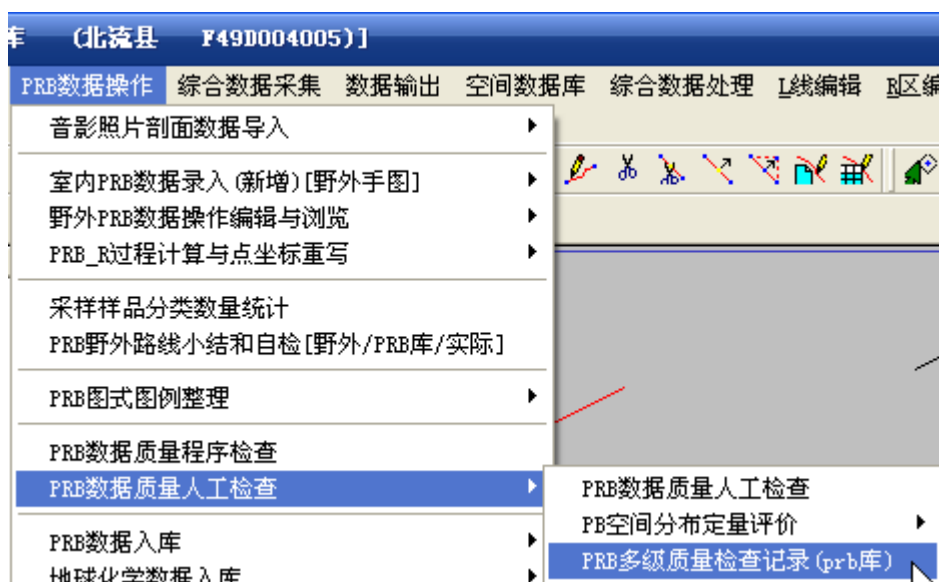 库 (北流县 F49D004005)]
PRB数据操作 综合数据采集 数据输出 空间数据库 综合数据处理 L线编辑 R区编
音影照片剖面数据导入
室内PRB数据录入(新增)[野外手图]
野外PRB数据操作编辑与浏览
PRB_R过程计算与点坐标重写
采样样品分类数量统计
PRB野外路线小结和自检[野外/PRB库/实际]
PRB图式图例整理
PRB数据质量程序检查
PRB数据质量人工检查
PRB数据质量人工检查
PB空间分布定量评价
PRB多级质量检查记录(prb库)
PRB数据入库
地球化学数据入库